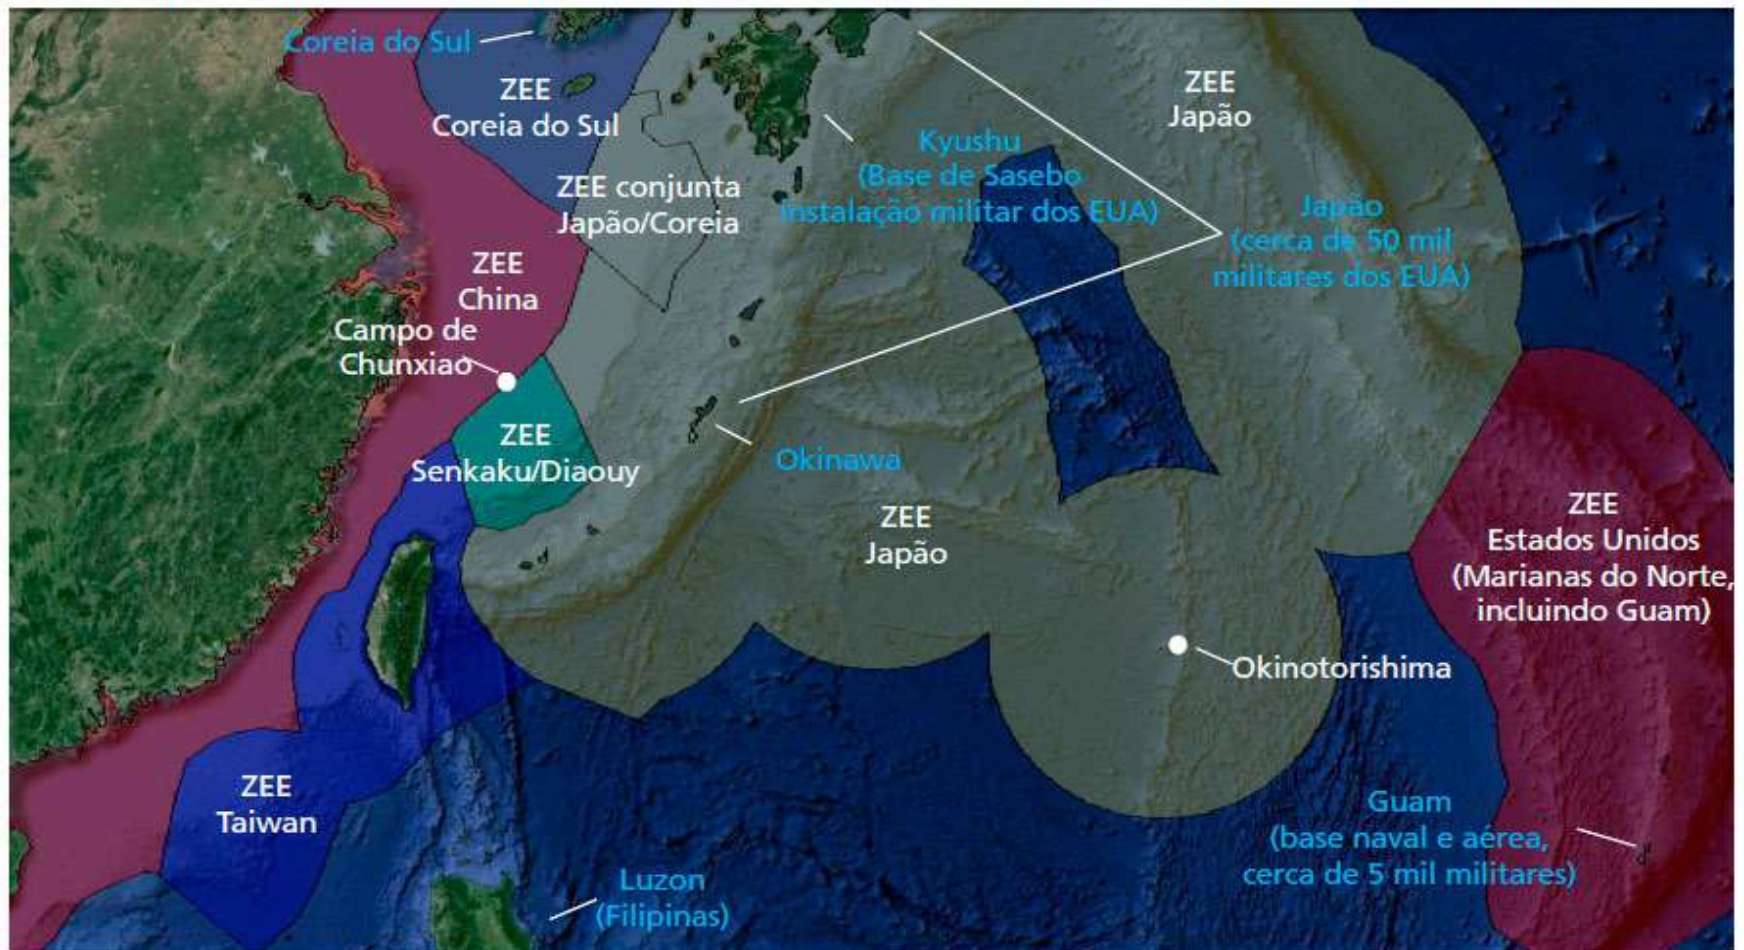 Coreia do Sul
ZEE
Coreia do Sul
ZEE
Japão
Kyushu
(Base de Sasebo
instalação militar dos EUA)
ZEE conjunta
Japão/Coreia
Japão
(cerca de 50 mil
militares dos EUA)
ZEE
China
Campo de
Chunxiao
ZEE
Senkaku/Diaouy
Okinawa
ZEE
Japão
ZEE
Estados Unidos
(Marianas do Norte,
incluindo Guam)
Okinotorishima
ZEE
Taiwan
Guam
(base naval e aérea,
cerca de 5 mil militares)
Luzon
(Filipinas)